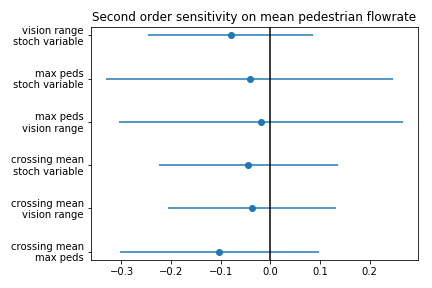 Second order sensitivity on mean pedestrian flowrate
vision range
stoch variable
max peds
stoch variable
max peds
vision range
crossing mean
stoch variable
crossing mean
vision range
crossing mean
max peds
−0.3 −0.2 −0.1 0.0 0.1 0.2